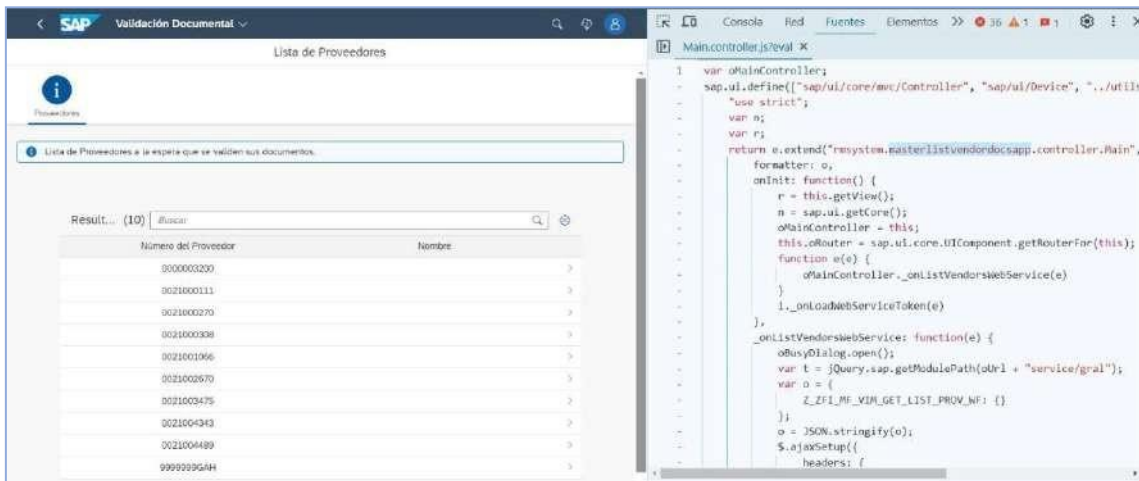 SAP Validación Documental
Lista de Proveedores
Proveedores
Lista de Proveedores a la espera que se validen sus documentos.
Result... (10) Buscar
Número del Proveedor Nombre
0000003200
0021000111
0021000270
0021000308
0021001066
0021002670
0021003475
0021004343
0021004489
9999999GAH
Consola Red Fuentes Elementos 36 1 1
Main.controller.js?eval
1 var oMainController;
- sap.ui.define(["sap/ui/core/mvc/Controller", "sap/ui/Device", "../utils
- "use strict";
- var n;
- var r;
- return e.extend("rmsystem.masterlistvendordocsapp.controller.Main",
- formatter: o,
- onInit: function() {
- r = this.getView();
- n = sap.ui.getCore();
- oMainController = this;
- this.oRouter = sap.ui.core.UIComponent.getRouterFor(this);
- function e(e) {
- oMainController._onListVendorsWebService(e)
- }
- i._onLoadWebServiceToken(e)
- },
- _onListVendorsWebService: function(e) {
- oBusyDialog.open();
- var t = jQuery.sap.getModulePath(oUrl + "service/gral");
- var o = {
- Z_ZFI_MF_VIM_GET_LIST_PROV_WF: {}
- };
- o = JSON.stringify(o);
- $.ajaxSetup({
- headers: {